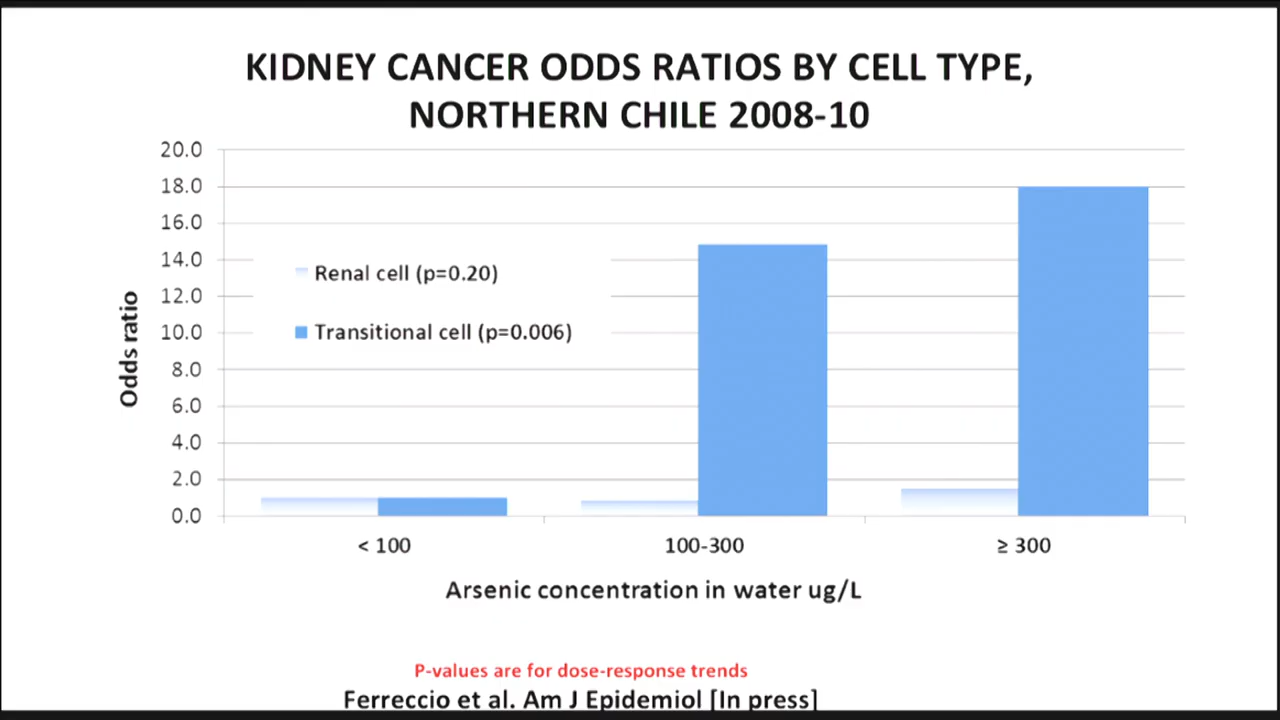 KIDNEY CANCER ODDS RATIOS BY CELL TYPE,
NORTHERN CHILE 2008-10
20.0
18.0
16.0
14.0
12.0
10.0
8.0
6.0
4.0
2.0
0.0
Odds ratio
Renal cell (p=0.20)
Transitional cell (p=0.006)
< 100
100-300
≥ 300
Arsenic concentration in water ug/L
P-values are for dose-response trends
Ferreccio et al. Am J Epidemiol [In press]